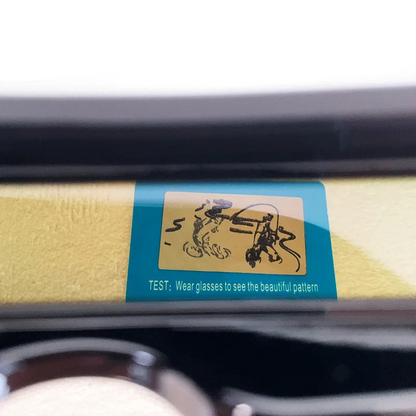 TEST: Wear glasses to see the beautiful pattern